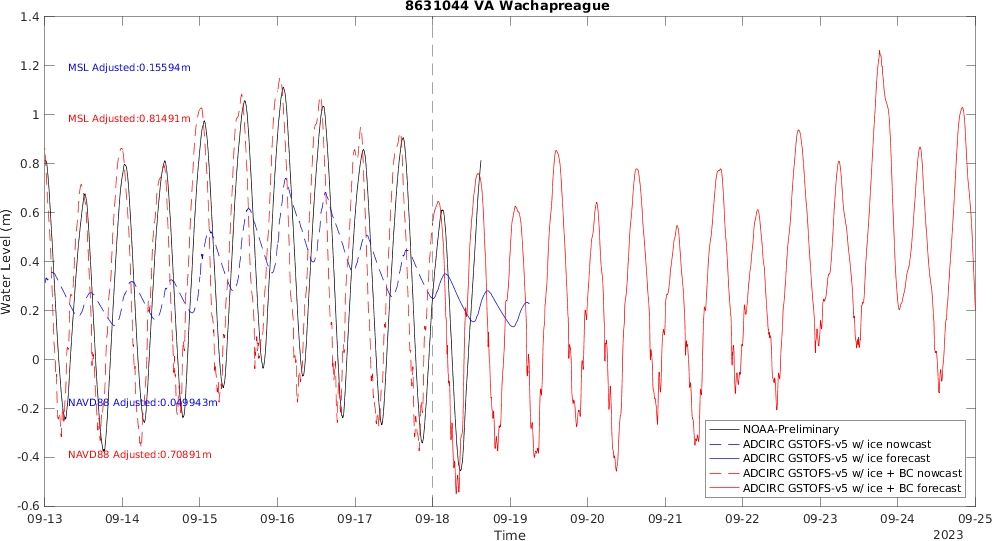 8631044 VA Wachapreague
1.4
1.2
1
0.8
0.6
0.4
0.2
0
-0.2
-0.4
-0.6
Water Level (m)
MSL Adjusted:0.15594m
MSL Adjusted:0.81491m
NAVD88 Adjusted:0.049943m
NAVD88 Adjusted:0.70891m
NOAA-Preliminary
ADCIRC GSTOFS-v5 w/ ice nowcast
ADCIRC GSTOFS-v5 w/ ice forecast
ADCIRC GSTOFS-v5 w/ ice + BC nowcast
ADCIRC GSTOFS-v5 w/ ice + BC forecast
09-13 09-14 09-15 09-16 09-17 09-18 09-19 09-20 09-21 09-22 09-23 09-24 09-25
Time
2023